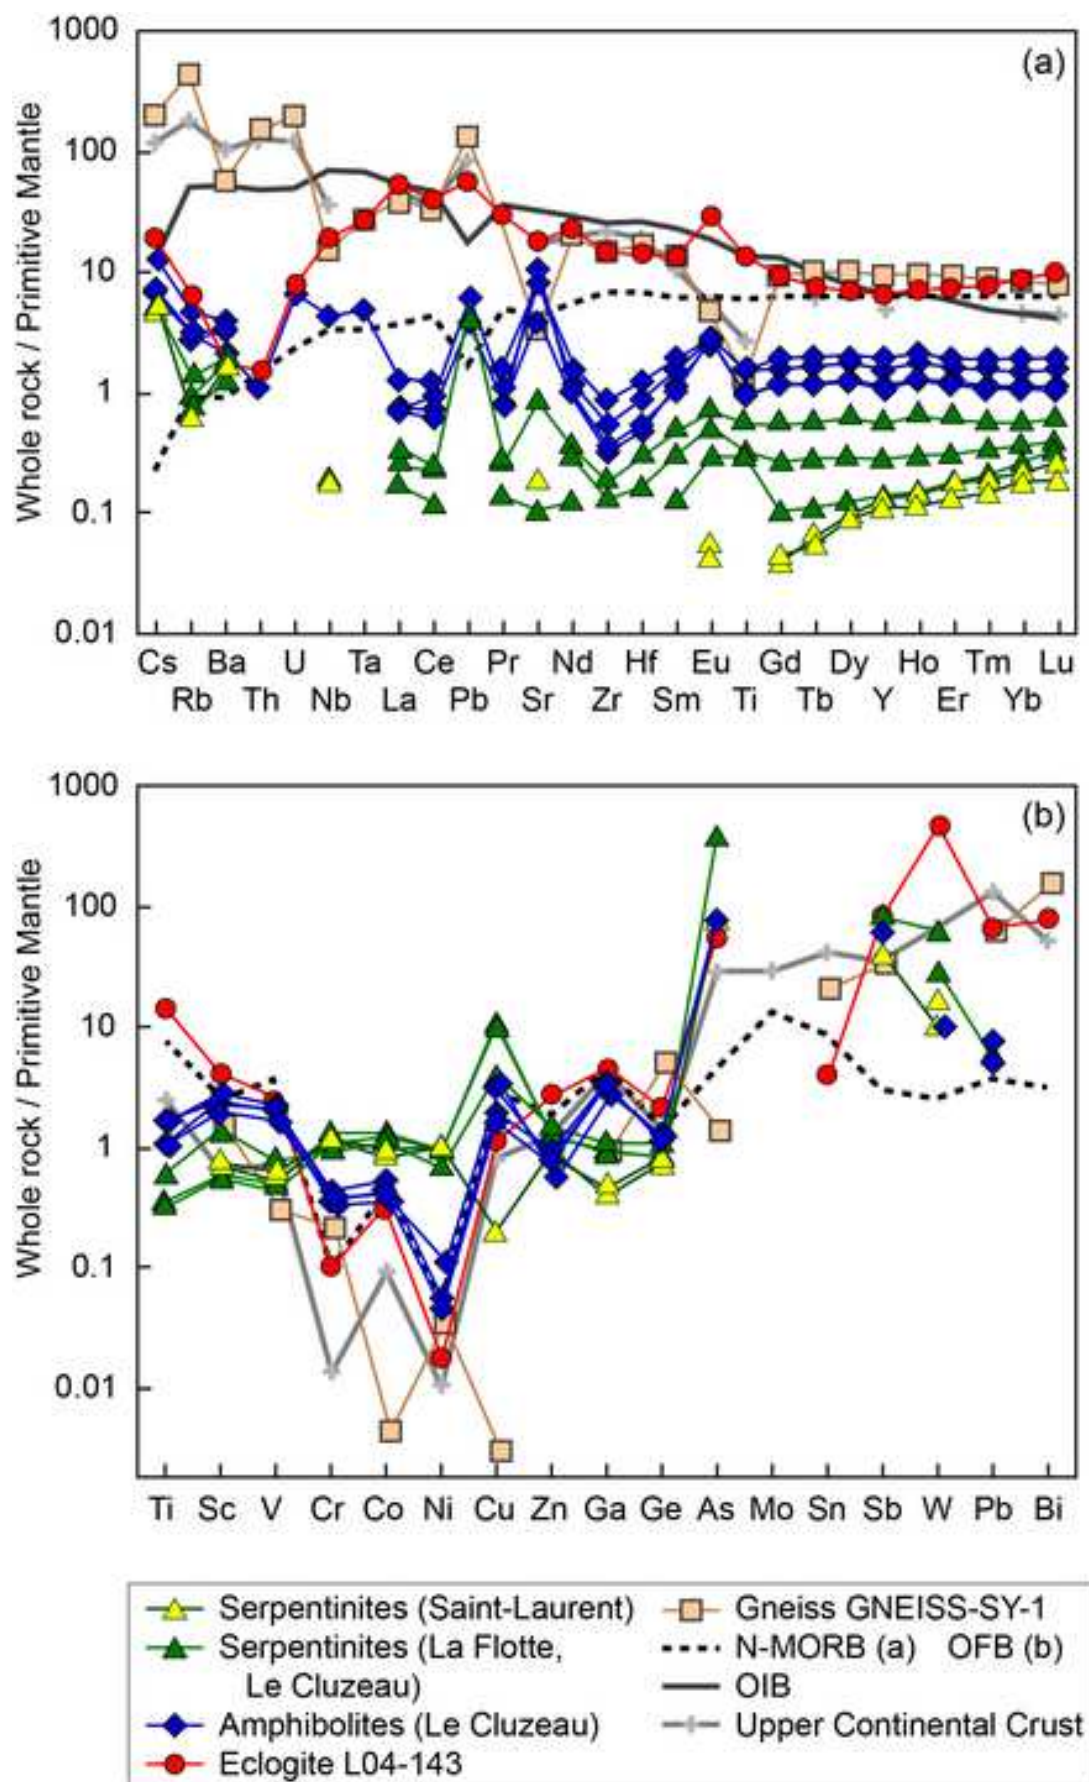 1000
(a)
100
10
1
0.1
0.01
Whole rock / Primitive Mantle
Cs Ba U Ta Ce Pr Nd Hf Eu Gd Dy Ho Tm Lu
Rb Th Nb La Pb Sr Zr Sm Ti Tb Y Er Yb
1000
(b)
100
10
1
0.1
0.01
Whole rock / Primitive Mantle
Ti Sc V Cr Co Ni Cu Zn Ga Ge As Mo Sn Sb W Pb Bi
Serpentinites (Saint-Laurent)
Serpentinites (La Flotte,
Le Cluzeau)
Amphibolites (Le Cluzeau)
Eclogite L04-143
Gneiss GNEISS-SY-1
N-MORB (a) OFB (b)
OIB
Upper Continental Crust